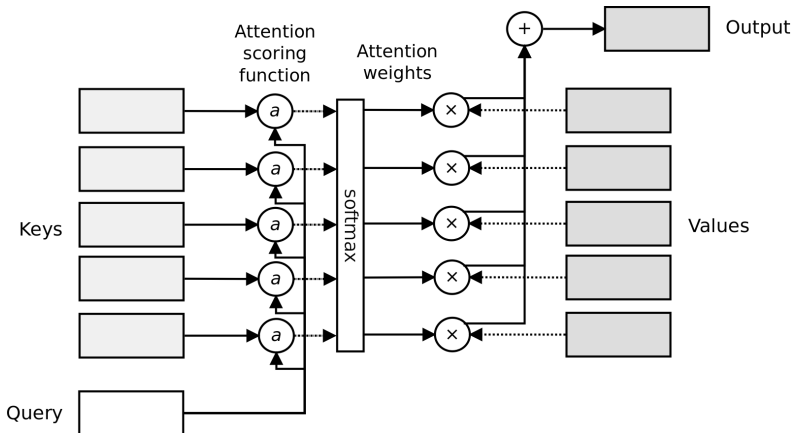 Output
+
Attention
scoring
function
Attention
weights
a
×
a
×
Keys
a
softmax
×
Values
a
×
a
×
Query